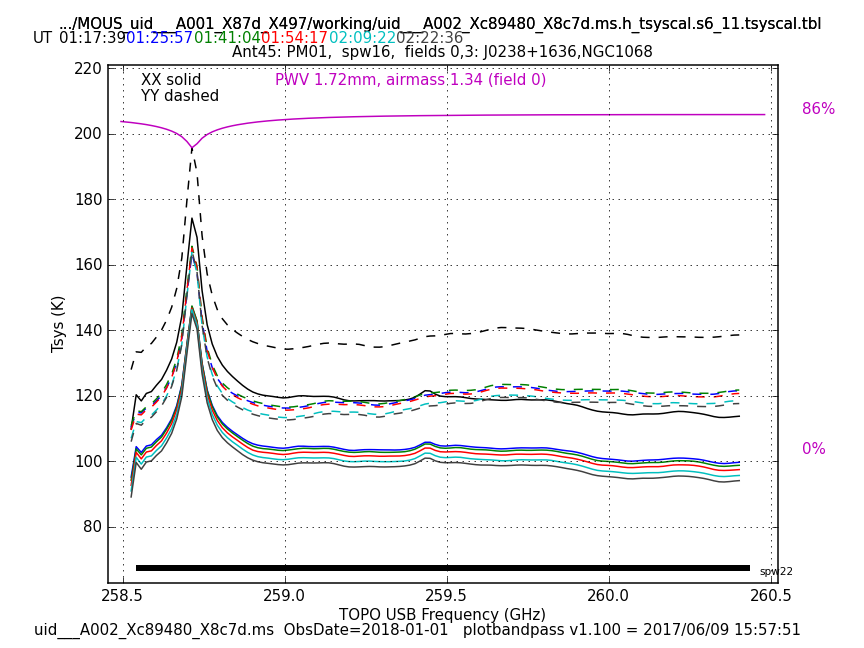 .../MOUS_uid___A001_X87d_X497/working/uid___A002_Xc89480_X8c7d.ms.h_tsyscal.s6_11.tsyscal.tbl
UT 01:17:39 01:25:57 01:41:04 01:54:17 02:09:22 02:22:36
Ant45: PM01,  spw16,  fields 0,3: J0238+1636,NGC1068
XX solid
YY dashed
PWV 1.72mm, airmass 1.34 (field 0)
86%
0%
220
200
180
160
140
120
100
80
Tsys (K)
spw22
258.5 259.0 259.5 260.0 260.5
TOPO USB Frequency (GHz)
uid___A002_Xc89480_X8c7d.ms  ObsDate=2018-01-01   plotbandpass v1.100 = 2017/06/09 15:57:51